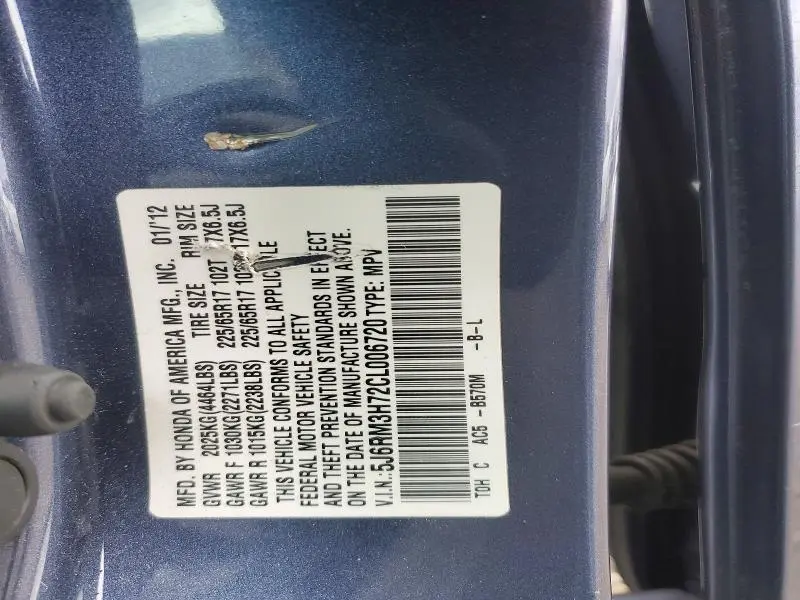 MFD. BY HONDA OF AMERICA MFG., INC. 01/'12
GVWR 2025KG(4464LBS) TIRE SIZE RIM SIZE
GAWR F 1030KG(2271LBS) 225/65R17 102T 17X6.5J
GAWR R 1015KG(2238LBS) 225/65R17 17X6.5J
THIS VEHICLE CONFORMS TO ALL APPLICABLE
FEDERAL MOTOR VEHICLE SAFETY
AND THEFT PREVENTION STANDARDS IN EFFECT
ON THE DATE OF MANUFACTURE SHOWN ABOVE.
V.I.N.:5J6RM3H72CL006720 TYPE: MPV
TOH C AC5 -B570M -B-L